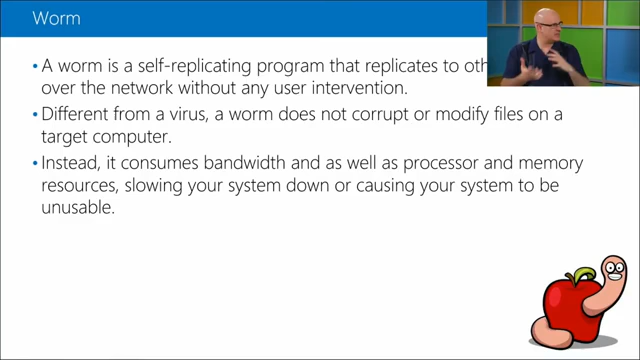 Worm
• A worm is a self-replicating program that replicates to
over the network without any user intervention.
• Different from a virus, a worm does not corrupt or modify files on a
target computer.
• Instead, it consumes bandwidth and as well as processor and memory
resources, slowing your system down or causing your system to be
unusable.